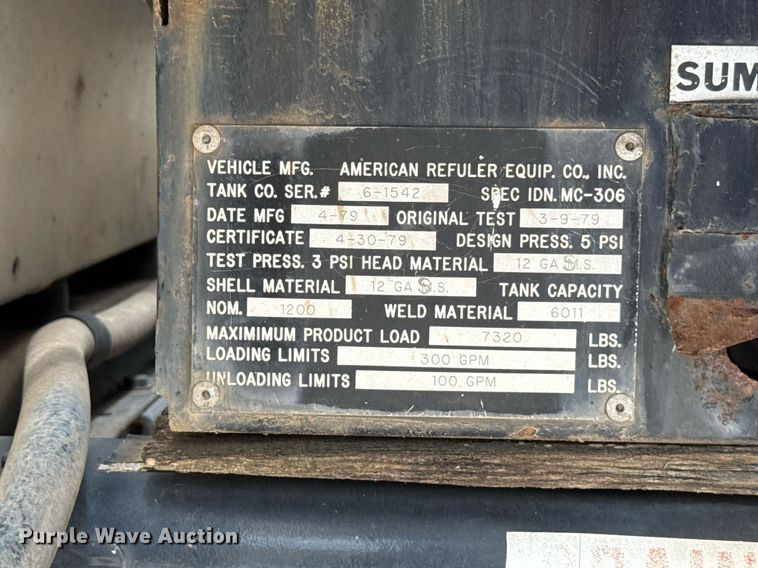 SUM
VEHICLE MFG. AMERICAN REFULER EQUIP. CO., INC.
TANK CO. SER.# 6-1542 SPEC IDN. MC-306
DATE MFG 4-79 ORIGINAL TEST 3-9-79
CERTIFICATE 4-30-79 DESIGN PRESS. 5 PSI
TEST PRESS. 3 PSI HEAD MATERIAL 12 GA M.S.
SHELL MATERIAL 12 GA M.S. TANK CAPACITY
NOM. 1200 WELD MATERIAL 6011
MAXIMIMUM PRODUCT LOAD 7320 LBS.
LOADING LIMITS 300 GPM LBS.
UNLOADING LIMITS 100 GPM LBS.
Purple Wave Auction